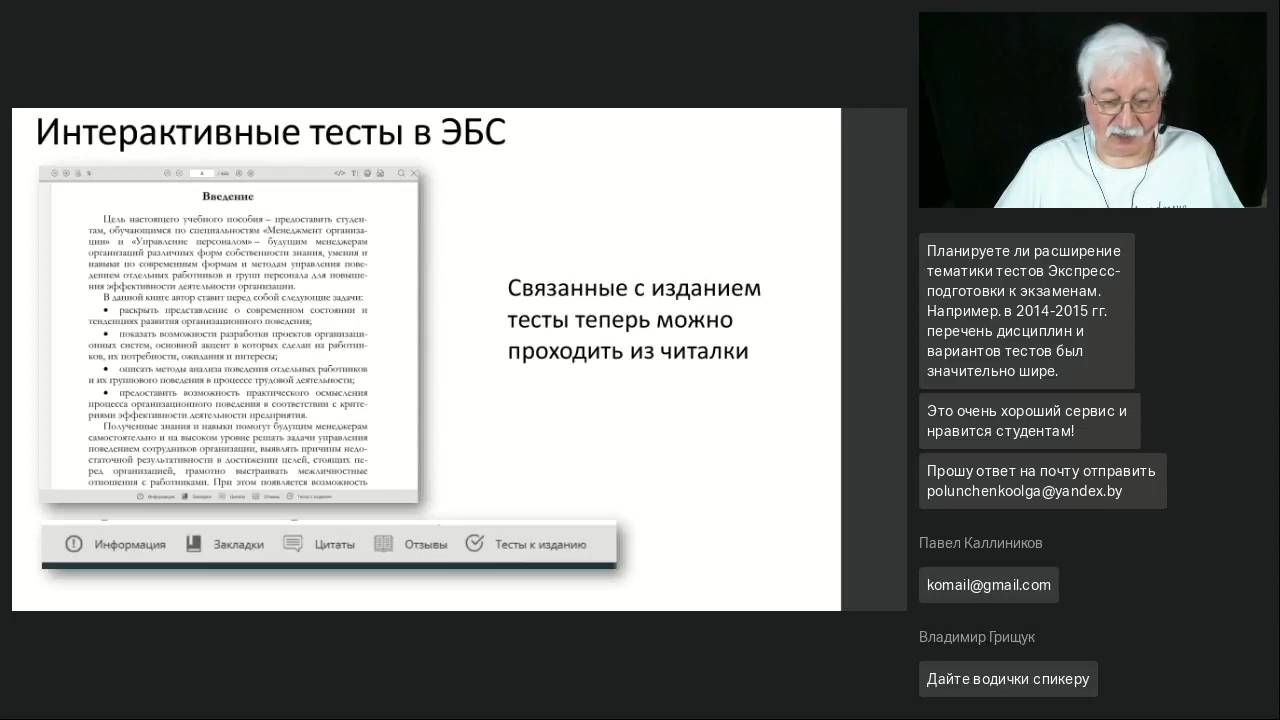 Интерактивные тесты в ЭБС
Введение
Цель настоящего учебного пособия – предоставить студен-
там, обучающимся по специальностям «Менеджмент организа-
ции» и «Управление персоналом» – будущим менеджерам
организаций различных форм собственности знания, умения и
навыки по современным формам и методам управления пове-
дением отдельных работников и групп персонала для повыше-
ния эффективности деятельности организации.
В данной книге автор ставит перед собой следующие задачи:
• раскрыть представление о современном состоянии и
тенденциях развития организационного поведения;
• показать возможности разработки проектов организаци-
онных систем, основной акцент в которых сделан на работни-
ков, их потребности, ожидания и интересы;
• описать методы анализа поведения отдельных работников
и их группового поведения в процессе трудовой деятельности;
• предоставить возможность практического осмысления
процесса организационного поведения в соответствии с крите-
риями эффективности деятельности предприятия.
Полученные знания и навыки помогут будущим менеджерам
самостоятельно и на высоком уровне решать задачи управления
поведением сотрудников организации, выявлять причины недо-
статочной результативности в достижении целей, стоящих пе-
ред организацией, грамотно выстраивать межличностные
отношения с работниками. При этом появляется возможность
Информация Закладки Цитаты Отзывы Тесты к изданию
Связанные с изданием
тесты теперь можно
проходить из читалки
Информация Закладки Цитаты Отзывы Тесты к изданию
Планируете ли расширение
тематики тестов Экспресс-
подготовки к экзаменам.
Например. в 2014-2015 гг.
перечень дисциплин и
вариантов тестов был
значительно шире.
Это очень хороший сервис и
нравится студентам!
Прошу ответ на почту отправить
polunchenkoolga@yandex.by
Павел Каллиников
komail@gmail.com
Владимир Грищук
Дайте водички спикеру